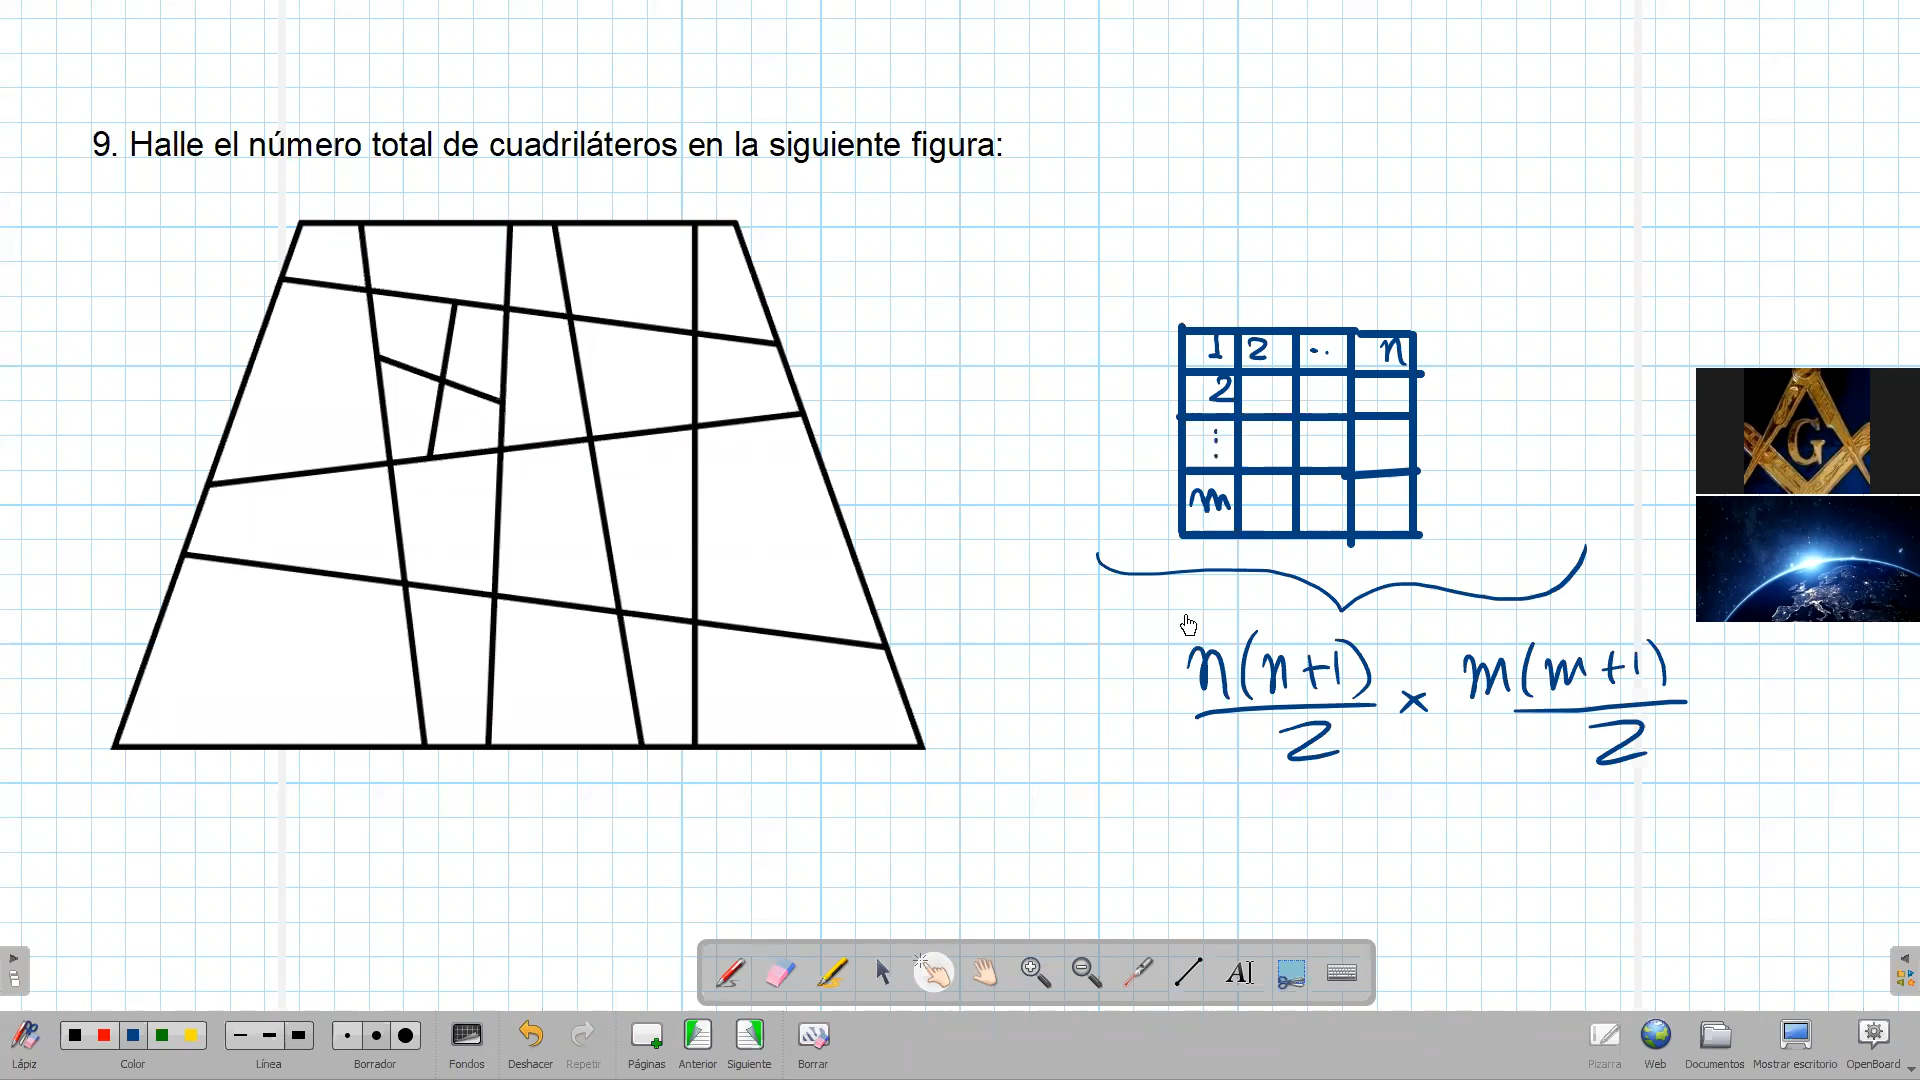 9. Halle el número total de cuadriláteros en la siguiente figura:
1 2 .. n
2
⋮
m
G
n(n+1)/2 × m(m+1)/2
AI
Lápiz Color Línea Borrador Fondos Deshacer Repetir Páginas Anterior Siguiente Borrar Pizarra Web Documentos Mostrar escritorio OpenBoard